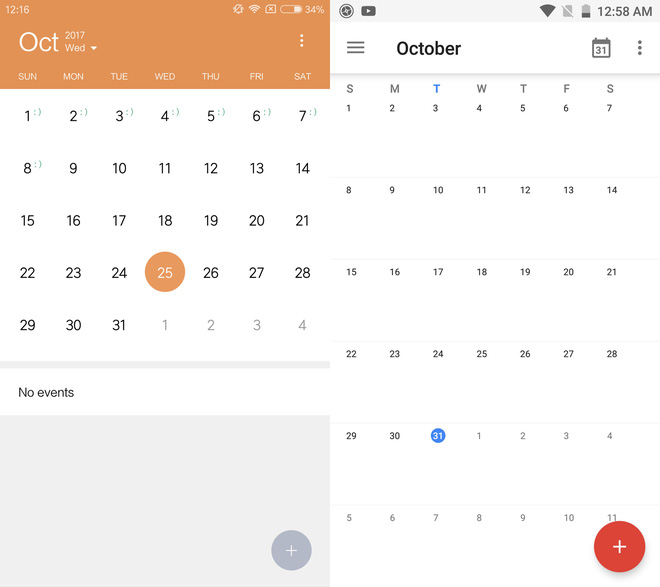 12:16 34%
Oct 2017
Wed
SUN MON TUE WED THU FRI SAT
1 :) 2 :) 3 :) 4 :) 5 :) 6 :) 7 :)
8 :) 9 10 11 12 13 14
15 16 17 18 19 20 21
22 23 24 25 26 27 28
29 30 31 1 2 3 4
No events
+
12:58 AM
October 31
S M T W T F S
1 2 3 4 5 6 7
8 9 10 11 12 13 14
15 16 17 18 19 20 21
22 23 24 25 26 27 28
29 30 31 1 2 3 4
5 6 7 8 9 10 11
+